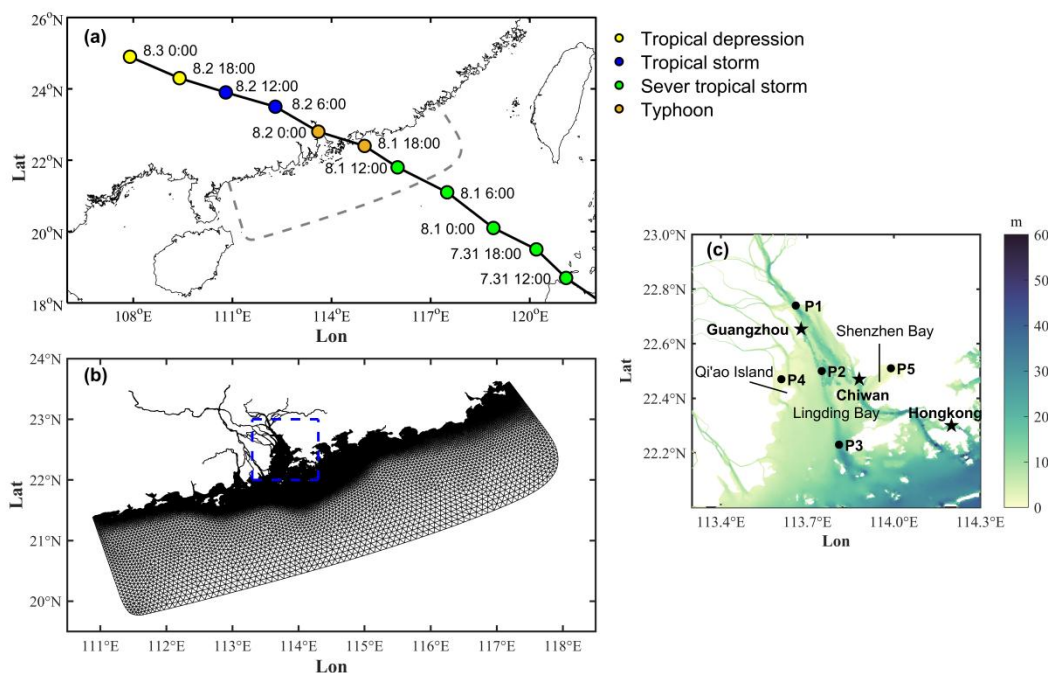 26°N
24°N
22°N
20°N
18°N
Lat
(a)
8.3 0:00
8.2 18:00
8.2 12:00
8.2 6:00
8.2 0:00
8.1 18:00
8.1 12:00
8.1 6:00
8.1 0:00
7.31 18:00
7.31 12:00
108°E 111°E 114°E 117°E 120°E
Lon
Tropical depression
Tropical storm
Sever tropical storm
Typhoon
24°N
23°N
22°N
21°N
20°N
Lat
(b)
111°E 112°E 113°E 114°E 115°E 116°E 117°E 118°E
Lon
23.0°N
22.8°N
22.6°N
22.4°N
22.2°N
Lat
(c)
P1
Guangzhou
Shenzhen Bay
Qi'ao Island
P4
P2
P5
Chiwan
Lingding Bay
Hongkong
P3
113.4°E 113.7°E 114.0°E 114.3°E
Lon
m
60
50
40
30
20
10
0